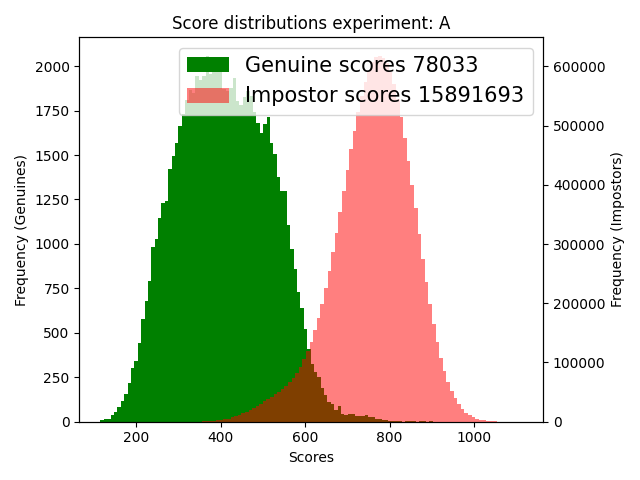 Score distributions experiment: A
Genuine scores 78033
Impostor scores 15891693
Frequency (Genuines)
2000
1750
1500
1250
1000
750
500
250
0
600000
500000
400000
300000
200000
100000
0
Frequency (Impostors)
200 400 600 800 1000
Scores